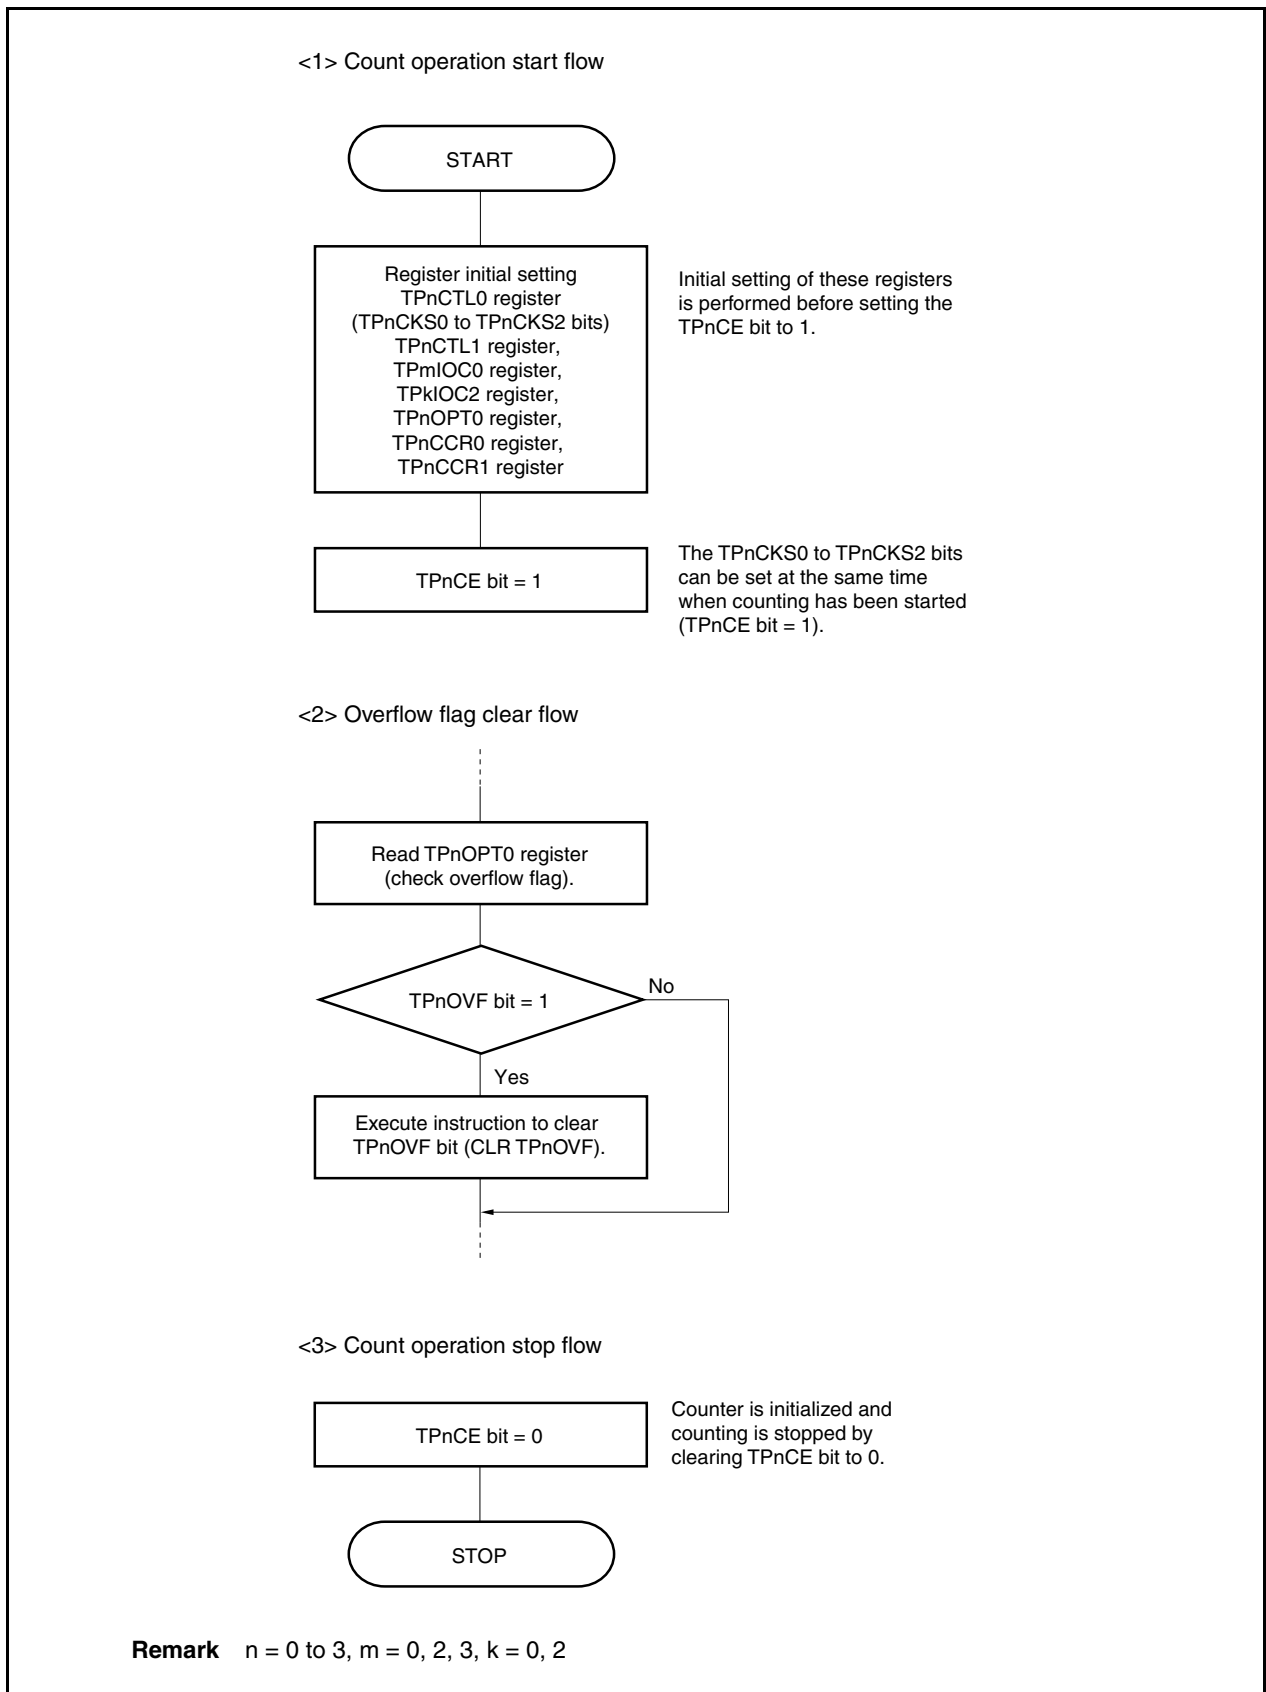 <1> Count operation start flow
START
Register initial setting
TPnCTL0 register
(TPnCKS0 to TPnCKS2 bits)
TPnCTL1 register,
TPmIOC0 register,
TPkIOC2 register,
TPnOPT0 register,
TPnCCR0 register,
TPnCCR1 register
Initial setting of these registers
is performed before setting the
TPnCE bit to 1.
TPnCE bit = 1
The TPnCKS0 to TPnCKS2 bits
can be set at the same time
when counting has been started
(TPnCE bit = 1).
<2> Overflow flag clear flow
Read TPnOPT0 register
(check overflow flag).
TPnOVF bit = 1
No
Yes
Execute instruction to clear
TPnOVF bit (CLR TPnOVF).
<3> Count operation stop flow
TPnCE bit = 0
Counter is initialized and
counting is stopped by
clearing TPnCE bit to 0.
STOP
Remark n = 0 to 3, m = 0, 2, 3, k = 0, 2